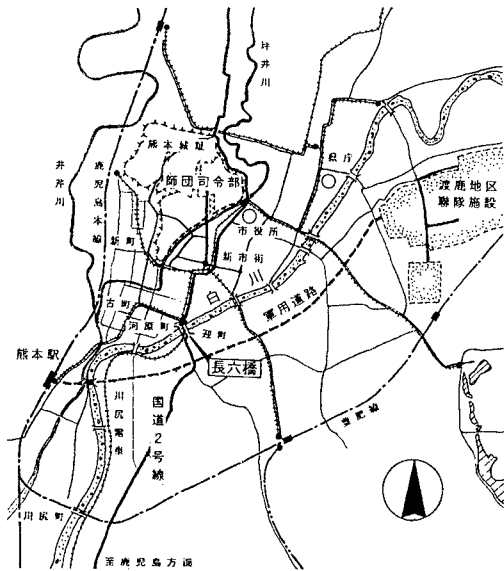 坪井川
井芹川
鹿児島本線
熊本城址
師団司令部
県庁
渡鹿地区
聯隊施設
市役所
新町
新市街
白川
軍用道路
古町
河原町
迎町
熊本駅
長六橋
川尻電車
国道2号線
豊肥線
川尻町
至鹿児島方面